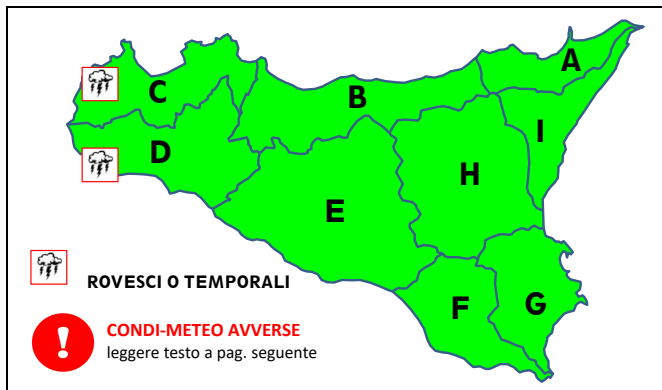 A
B
C
I
D
H
E
F
G
ROVESCI O TEMPORALI
!
CONDI-METEO AVVERSE
leggere testo a pag. seguente